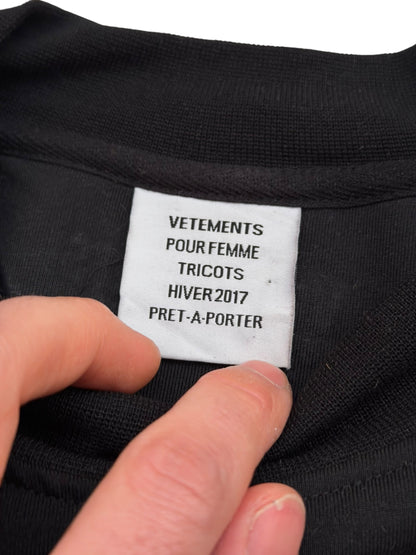 VETEMENTS
POUR FEMME
TRICOTS
HIVER 2017
PRET-A-PORTER